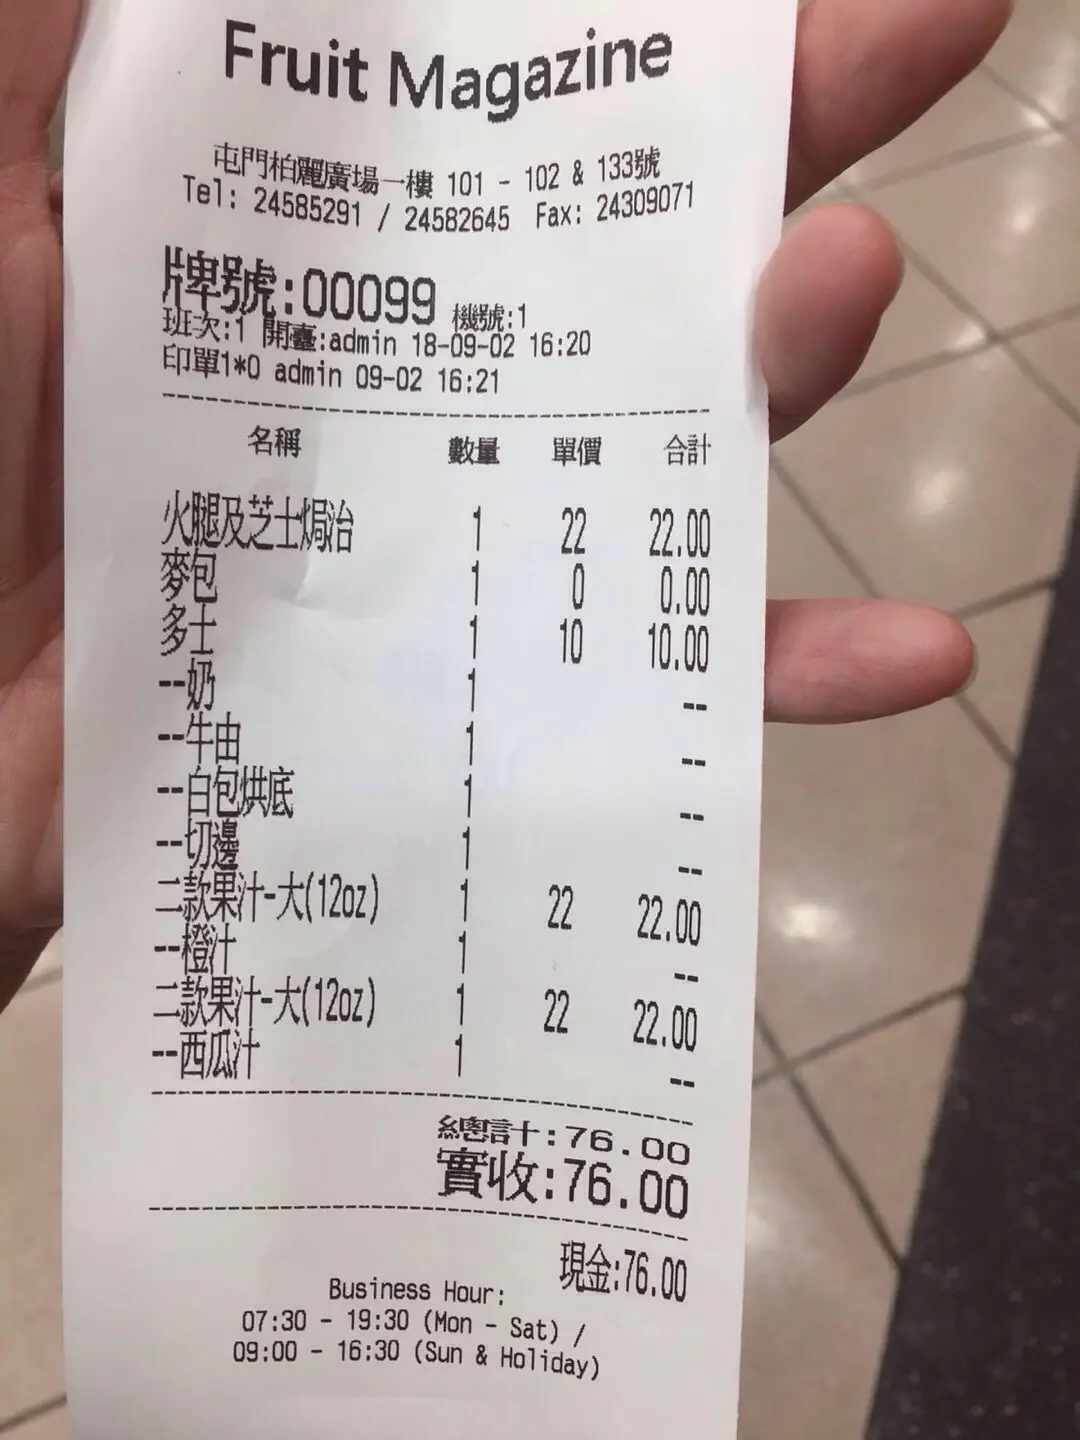 Fruit Magazine
屯門柏麗廣場一樓 101 - 102 & 133號
Tel: 24585291 / 24582645 Fax: 24309071
牌號:00099 機號:1
班次:1 開臺:admin 18-09-02 16:20
印單1*0 admin 09-02 16:21
名稱 數量 單價 合計
火腿及芝士焗治 1 22 22.00
麥包 1 0 0.00
多士 1 10 10.00
--奶 1 --
--牛由 1 --
--白包烘底 1 --
--切邊 1 --
二款果汁-大(12oz) 1 22 22.00
--橙汁 1 --
二款果汁-大(12oz) 1 22 22.00
--西瓜汁 1 --
總計:76.00
實收:76.00
現金:76.00
Business Hour:
07:30 - 19:30 (Mon - Sat) /
09:00 - 16:30 (Sun & Holiday)